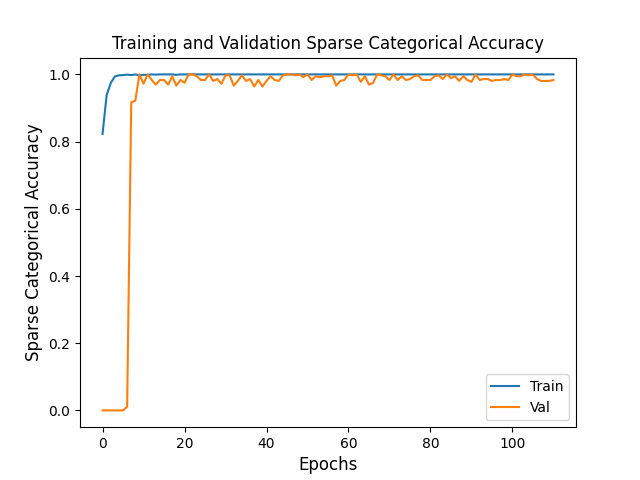 Training and Validation Sparse Categorical Accuracy
Sparse Categorical Accuracy
1.0
0.8
0.6
0.4
0.2
0.0
0 20 40 60 80 100
Epochs
Train
Val